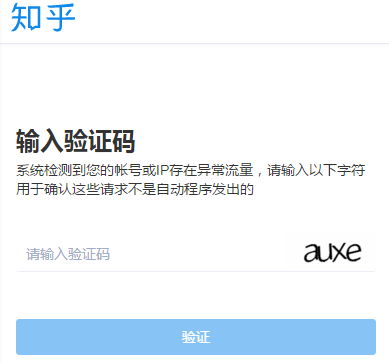 知乎
输入验证码
系统检测到您的帐号或IP存在异常流量，请输入以下字符
用于确认这些请求不是自动程序发出的
请输入验证码 auxe
验证